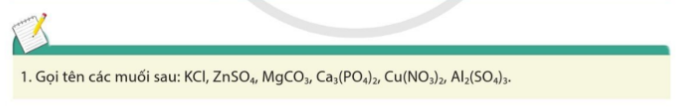 1. Gọi tên các muối sau: KCl, ZnSO₄, MgCO₃, Ca₃(PO₄)₂, Cu(NO₃)₂, Al₂(SO₄)₃.